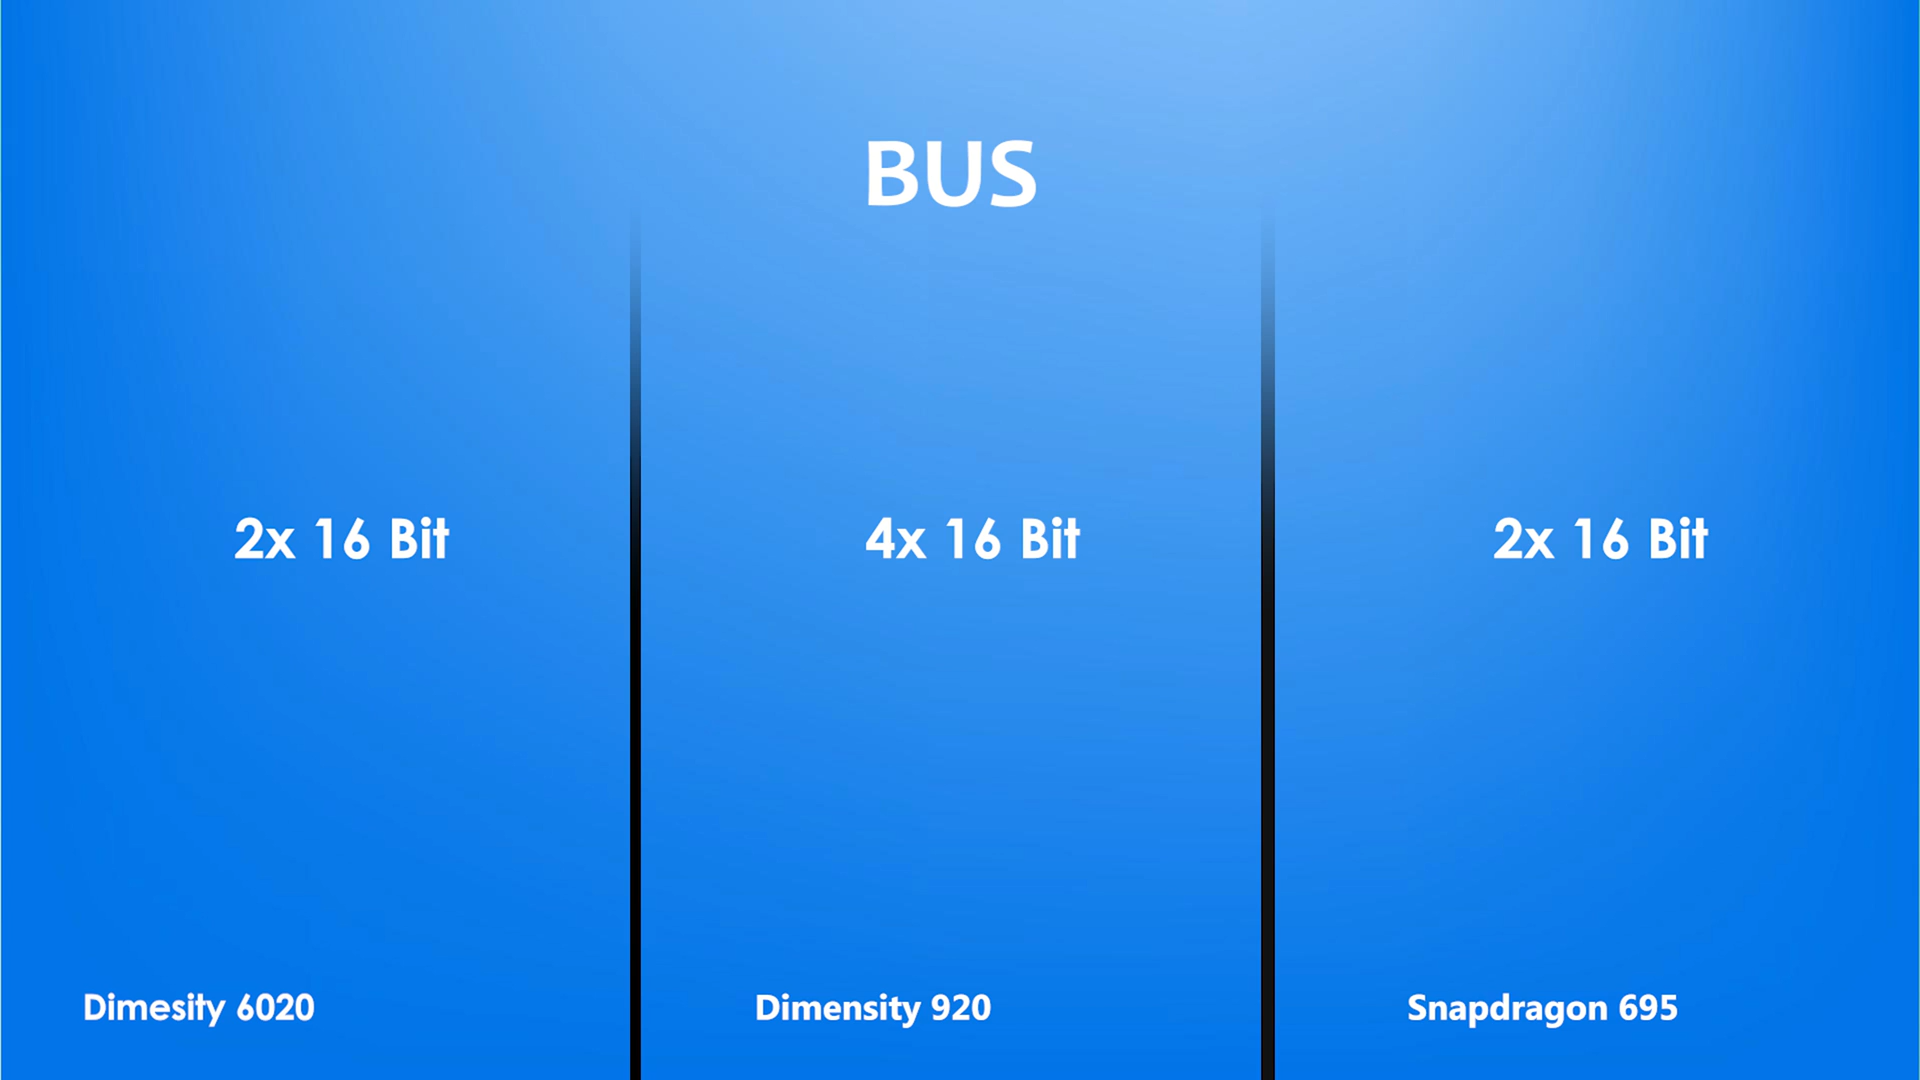 BUS
2x 16 Bit
4x 16 Bit
2x 16 Bit
Dimesity 6020
Dimensity 920
Snapdragon 695